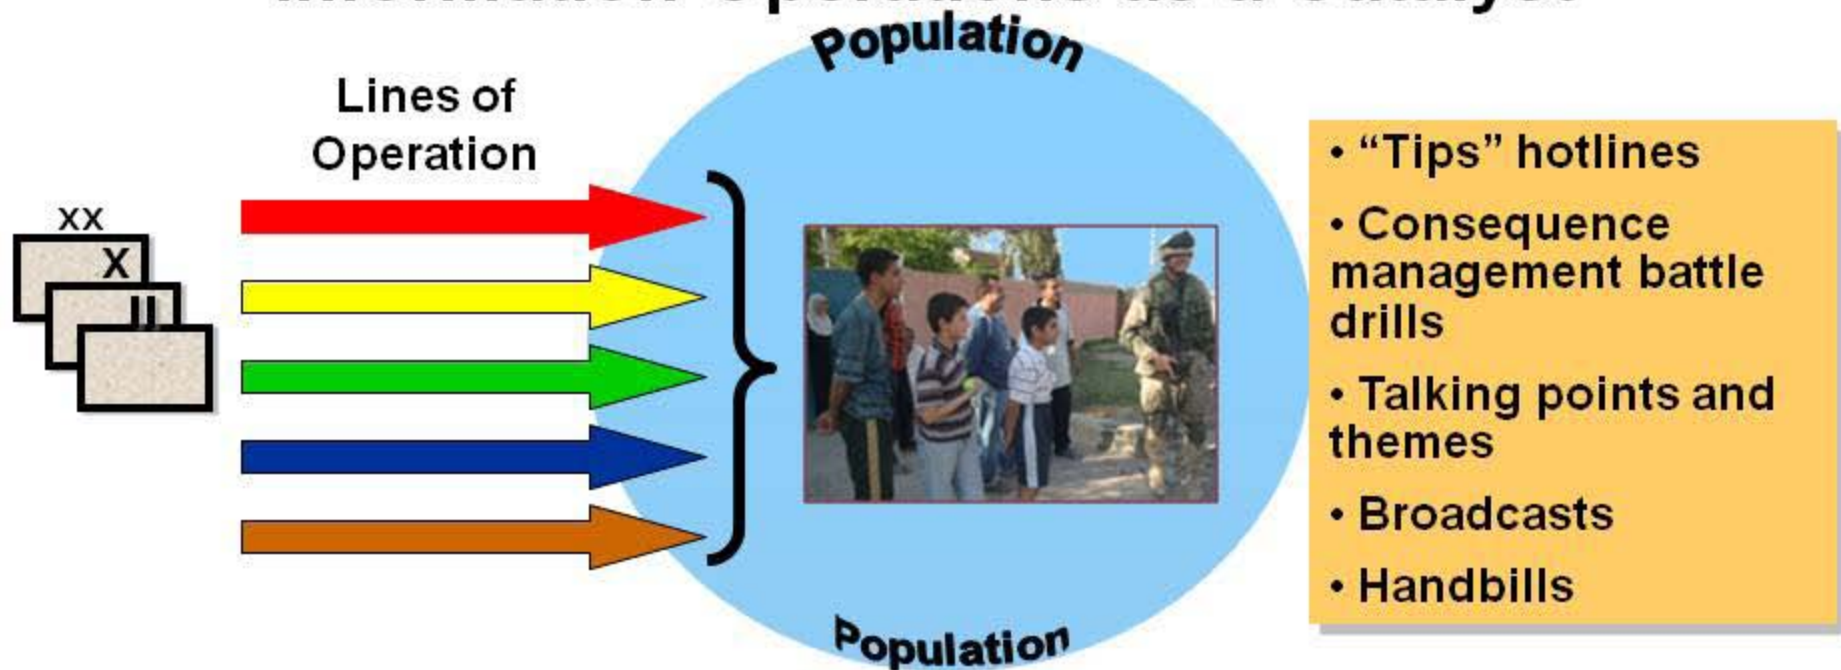 Population
Lines of
Operation
XX
X
II
• “Tips” hotlines
• Consequence
management battle
drills
• Talking points and
themes
• Broadcasts
• Handbills
Population